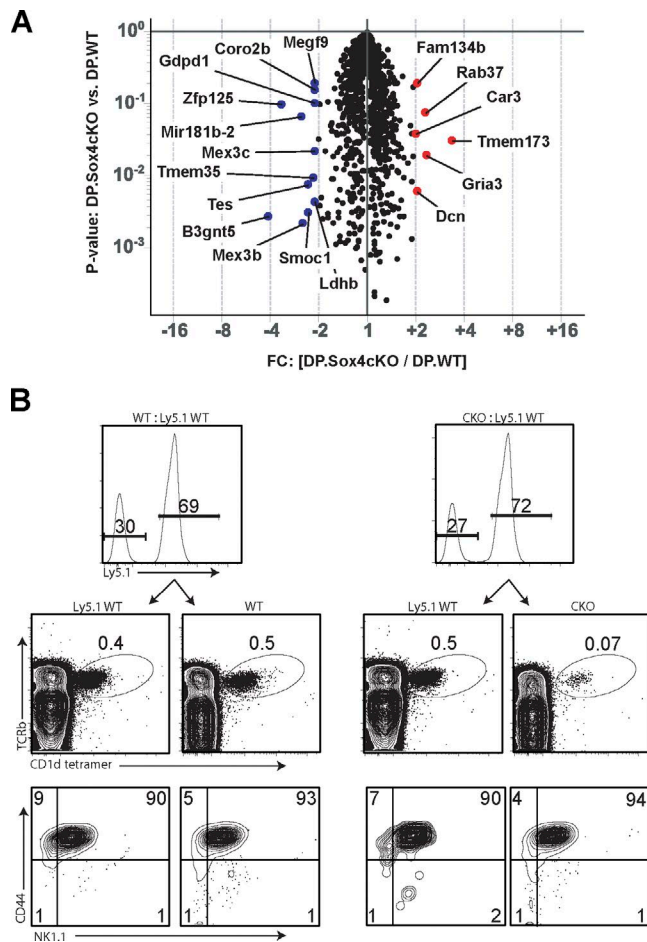 A
P-value: DP.Sox4cKO vs. DP.WT
10^0
10^-1
10^-2
10^-3
Megf9
Coro2b
Gdpd1
Zfp125
Mir181b-2
Mex3c
Tmem35
Tes
B3gnt5
Mex3b
Smoc1
Ldhb
Fam134b
Rab37
Car3
Tmem173
Gria3
Dcn
-16 -8 -4 -2 1 +2 +4 +8 +16
FC: [DP.Sox4cKO / DP.WT]
B
WT : Ly5.1 WT
CKO : Ly5.1 WT
30 69
27 72
Ly5.1
Ly5.1 WT WT Ly5.1 WT CKO
0.4 0.5 0.5 0.07
TCRb
CD1d tetramer
9 90 5 93 7 90 4 94
CD44
1 1 1 1 1 2 1 1
NK1.1